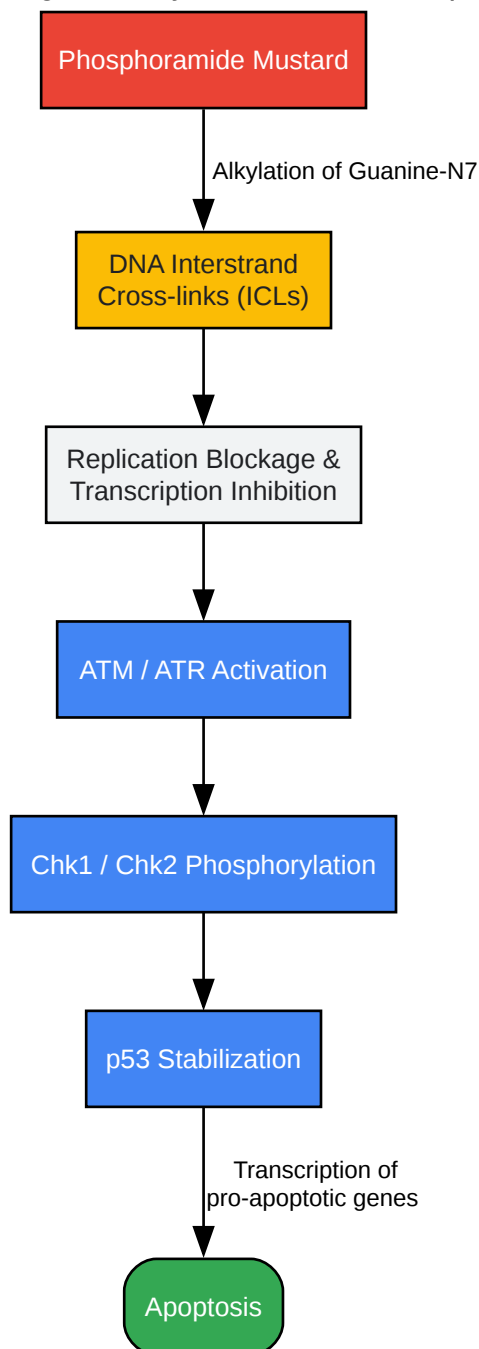 Phosphoramide Mustard
Alkylation of Guanine-N7
DNA Interstrand
Cross-links (ICLs)
Replication Blockage &
Transcription Inhibition
ATM / ATR Activation
Chk1 / Chk2 Phosphorylation
p53 Stabilization
Transcription of
pro-apoptotic genes
Apoptosis